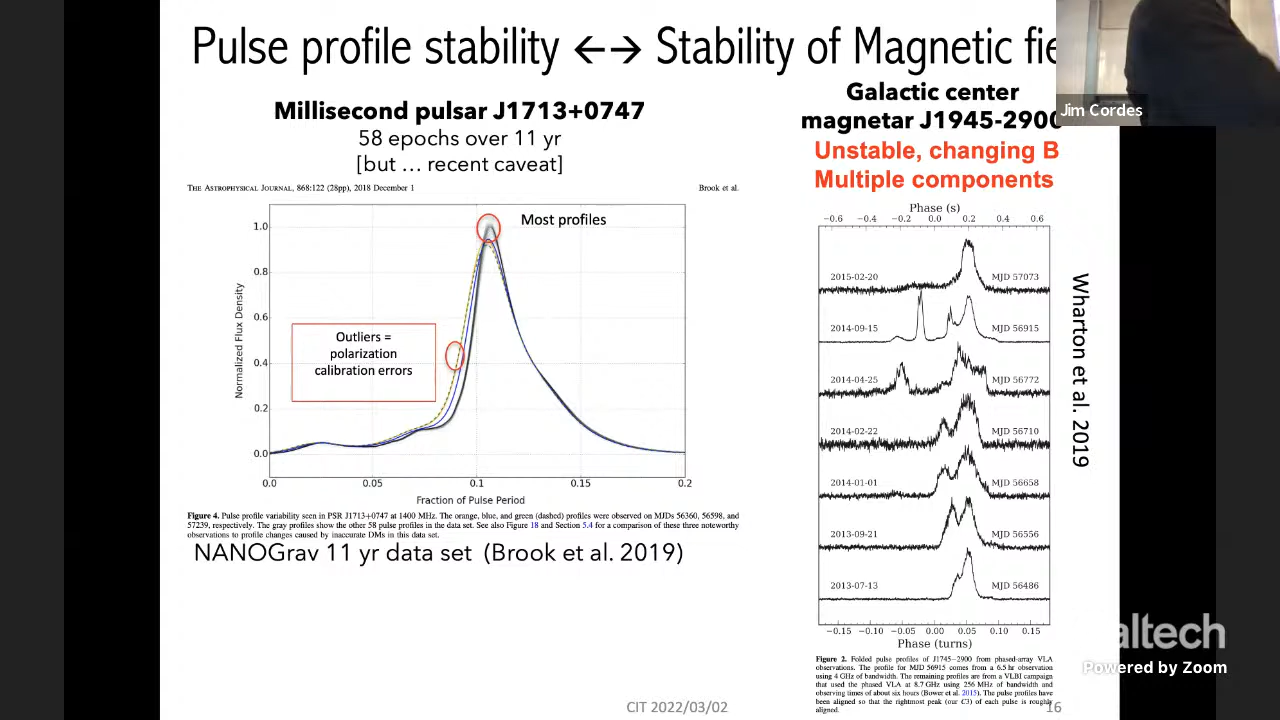 Pulse profile stability ←→ Stability of Magnetic fie
Millisecond pulsar J1713+0747
58 epochs over 11 yr
[but … recent caveat]
THE ASTROPHYSICAL JOURNAL, 868:122 (28pp), 2018 December 1
Brook et al.
Most profiles
Outliers =
polarization
calibration errors
Normalized Flux Density
1.0
0.8
0.6
0.4
0.2
0.0
0.0 0.05 0.1 0.15 0.2
Fraction of Pulse Period
Figure 4. Pulse profile variability seen in PSR J1713+0747 at 1400 MHz. The orange, blue, and green (dashed) profiles were observed on MJDs 56360, 56598, and
57239, respectively. The gray profiles show the other 58 pulse profiles in the data set. See also Figure 18 and Section 5.4 for a comparison of these three noteworthy
observations to profile changes caused by inaccurate DMs in this data set.
NANOGrav 11 yr data set (Brook et al. 2019)
Galactic center
magnetar J1945-2900
Unstable, changing B
Multiple components
Phase (s)
−0.6 −0.4 −0.2 0.0 0.2 0.4 0.6
2015-02-20 MJD 57073
2014-09-15 MJD 56915
2014-04-25 MJD 56772
2014-02-22 MJD 56710
2014-01-01 MJD 56658
2013-09-21 MJD 56556
2013-07-13 MJD 56486
−0.15 −0.10 −0.05 0.00 0.05 0.10 0.15
Phase (turns)
Wharton et al. 2019
Figure 2. Folded pulse profiles of J1745−2900 from phased-array VLA
observations. The profile for MJD 56915 comes from a 6.5 hr observation
using 4 GHz of bandwidth. The remaining profiles are from a VLBI campaign
that used the phased VLA at 8.7 GHz using 256 MHz of bandwidth and
observing times of about six hours (Bower et al. 2015). The pulse profiles have
been aligned so that the rightmost peak (our C3) of each pulse is roughly
aligned.
CIT 2022/03/02
16
Jim Cordes
altech
Powered by Zoom